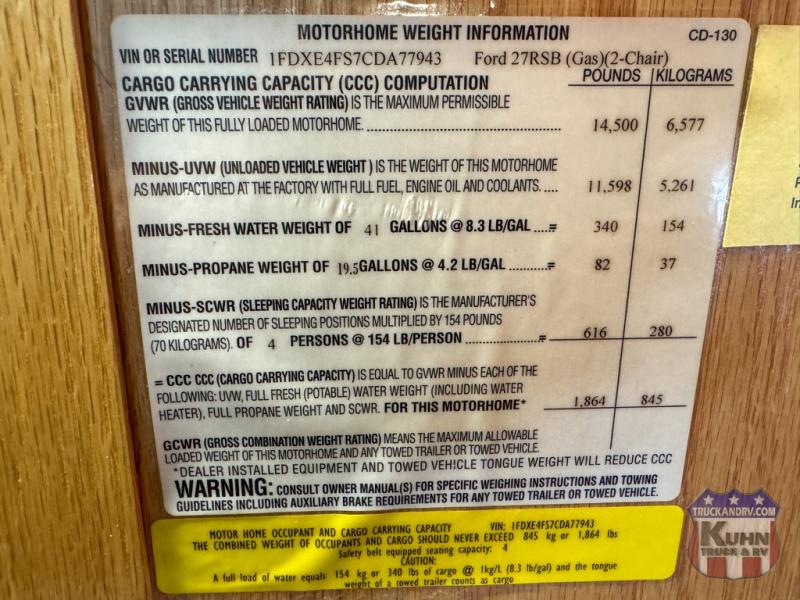 MOTORHOME WEIGHT INFORMATION CD-130
VIN OR SERIAL NUMBER 1FDXE4FS7CDA77943 Ford 27RSB (Gas)(2-Chair)
CARGO CARRYING CAPACITY (CCC) COMPUTATION POUNDS KILOGRAMS
GVWR (GROSS VEHICLE WEIGHT RATING) IS THE MAXIMUM PERMISSIBLE
WEIGHT OF THIS FULLY LOADED MOTORHOME. 14,500 6,577
MINUS-UVW (UNLOADED VEHICLE WEIGHT ) IS THE WEIGHT OF THIS MOTORHOME
AS MANUFACTURED AT THE FACTORY WITH FULL FUEL, ENGINE OIL AND COOLANTS. .... 11,598 5,261
MINUS-FRESH WATER WEIGHT OF 41 GALLONS @ 8.3 LB/GAL ....= 340 154
MINUS-PROPANE WEIGHT OF 19.5 GALLONS @ 4.2 LB/GAL ..........= 82 37
MINUS-SCWR (SLEEPING CAPACITY WEIGHT RATING) IS THE MANUFACTURER'S
DESIGNATED NUMBER OF SLEEPING POSITIONS MULTIPLIED BY 154 POUNDS
(70 KILOGRAMS). OF 4 PERSONS @ 154 LB/PERSON ..................= 616 280
= CCC CCC (CARGO CARRYING CAPACITY) IS EQUAL TO GVWR MINUS EACH OF THE
FOLLOWING: UVW, FULL FRESH (POTABLE) WATER WEIGHT (INCLUDING WATER
HEATER), FULL PROPANE WEIGHT AND SCWR. FOR THIS MOTORHOME* 1,864 845
GCWR (GROSS COMBINATION WEIGHT RATING) MEANS THE MAXIMUM ALLOWABLE
LOADED WEIGHT OF THIS MOTORHOME AND ANY TOWED TRAILER OR TOWED VEHICLE.
*DEALER INSTALLED EQUIPMENT AND TOWED VEHICLE TONGUE WEIGHT WILL REDUCE CCC
WARNING: CONSULT OWNER MANUAL(S) FOR SPECIFIC WEIGHING INSTRUCTIONS AND TOWING
GUIDELINES INCLUDING AUXILIARY BRAKE REQUIREMENTS FOR ANY TOWED TRAILER OR TOWED VEHICLE.
MOTOR HOME OCCUPANT AND CARGO CARRYING CAPACITY VIN: 1FDXE4FS7CDA77943
THE COMBINED WEIGHT OF OCCUPANTS AND CARGO SHOULD NEVER EXCEED 845 kg or 1,864 lbs
Safety belt equipped seating capacity: 4
CAUTION:
A full load of water equals 154 kg or 340 lbs of cargo @ 1kg/L (8.3 lb/gal) and the tongue
weight of a towed trailer counts as cargo
TRUCKANDRV.COM
KUHN
TRUCK & RV